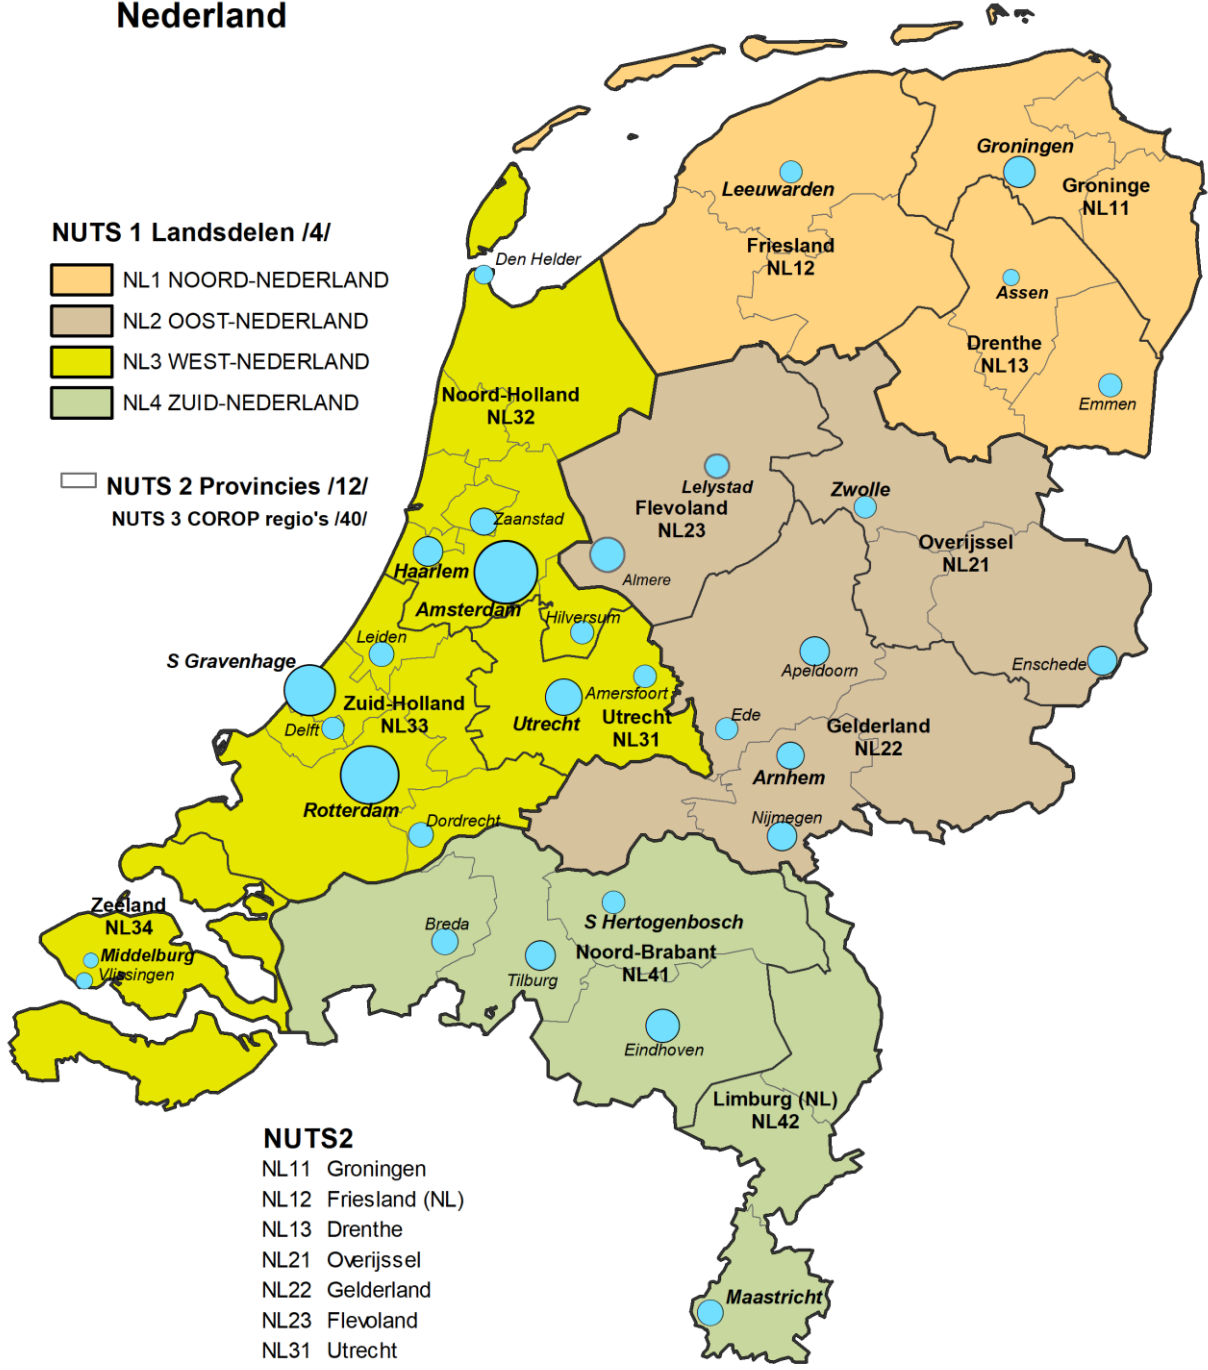 Nederland
NUTS 1 Landsdelen /4/
NL1 NOORD-NEDERLAND
NL2 OOST-NEDERLAND
NL3 WEST-NEDERLAND
NL4 ZUID-NEDERLAND
NUTS 2 Provincies /12/
NUTS 3 COROP regio's /40/
Groningen
Leeuwarden
Groninge
NL11
Friesland
NL12
Den Helder
Assen
Drenthe
NL13
Emmen
Noord-Holland
NL32
Lelystad
Flevoland
NL23
Zwolle
Zaanstad
Overijssel
NL21
Haarlem
Almere
Amsterdam
Hilversum
Leiden
S Gravenhage
Enschede
Apeldoorn
Amersfoort
Zuid-Holland
NL33
Delft
Utrecht
Utrecht
NL31
Ede
Gelderland
NL22
Arnhem
Rotterdam
Dordrecht
Nijmegen
Zeeland
NL34
Middelburg
Vlissingen
Breda
S Hertogenbosch
Noord-Brabant
NL41
Tilburg
Eindhoven
Limburg (NL)
NL42
Maastricht
NUTS2
NL11 Groningen
NL12 Friesland (NL)
NL13 Drenthe
NL21 Overijssel
NL22 Gelderland
NL23 Flevoland
NL31 Utrecht